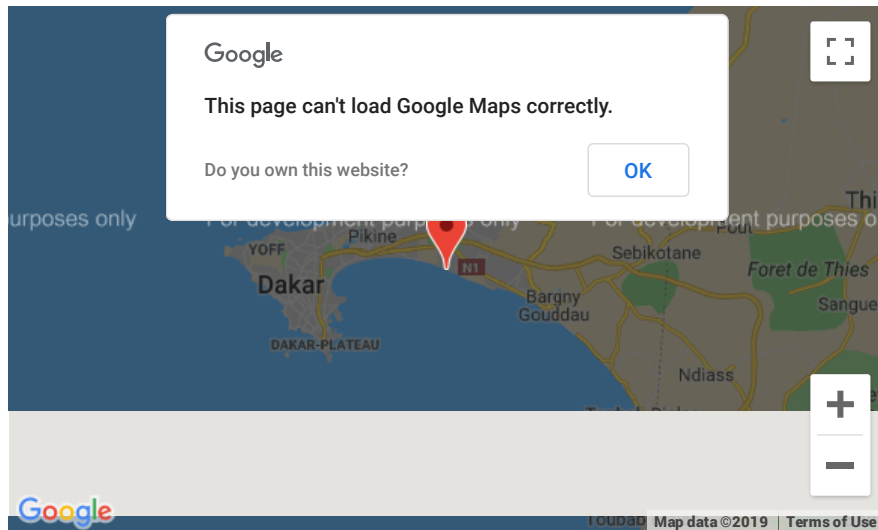 Google
This page can't load Google Maps correctly.
Do you own this website?
OK
urposes only
For development purposes only
For development purposes o
Thi
Pout
YOFF
Pikine
N1
Sebikotane
Foret de Thies
Dakar
Bargny
Gouddau
Sangue
DAKAR-PLATEAU
Ndiass
Google
Toubab
Map data ©2019
Terms of Use